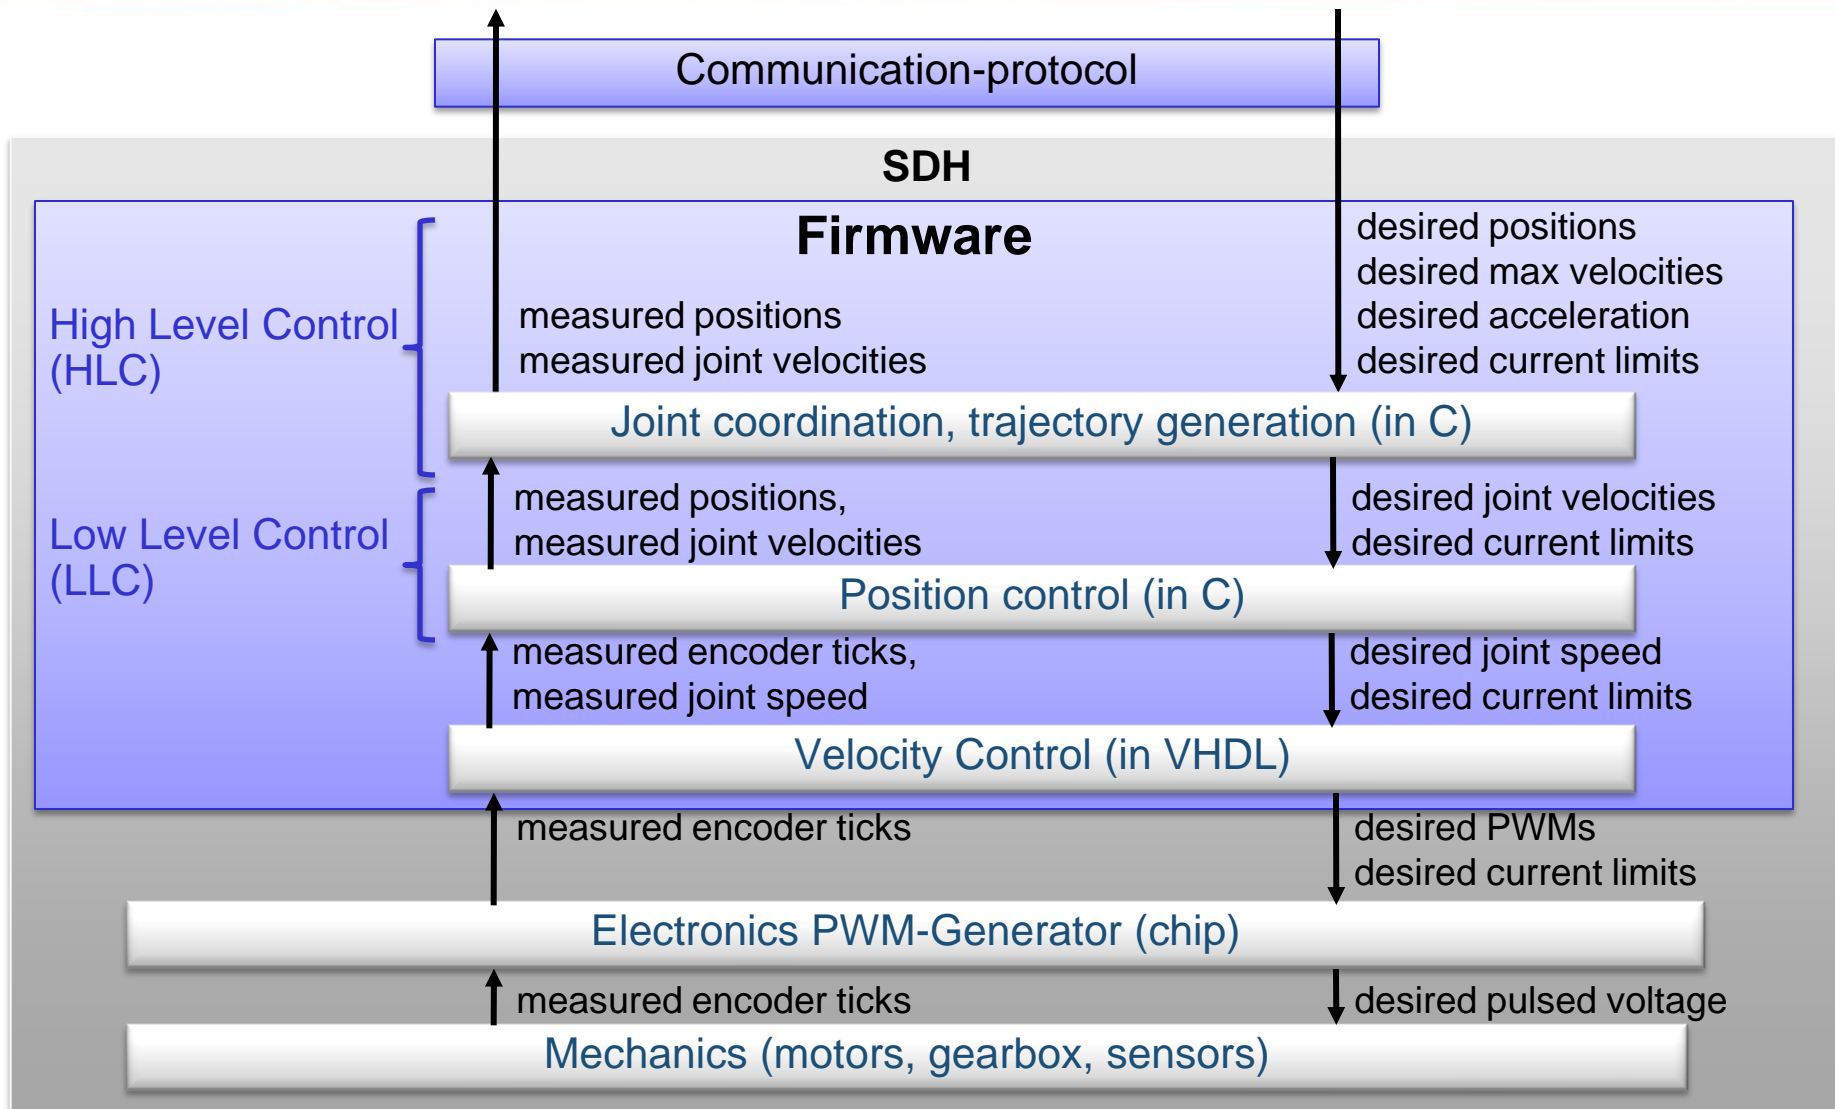 Communication-protocol
SDH
Firmware
High Level Control
(HLC)
measured positions
measured joint velocities
desired positions
desired max velocities
desired acceleration
desired current limits
Joint coordination, trajectory generation (in C)
Low Level Control
(LLC)
measured positions,
measured joint velocities
desired joint velocities
desired current limits
Position control (in C)
measured encoder ticks,
measured joint speed
desired joint speed
desired current limits
Velocity Control (in VHDL)
measured encoder ticks
desired PWMs
desired current limits
Electronics PWM-Generator (chip)
measured encoder ticks
desired pulsed voltage
Mechanics (motors, gearbox, sensors)